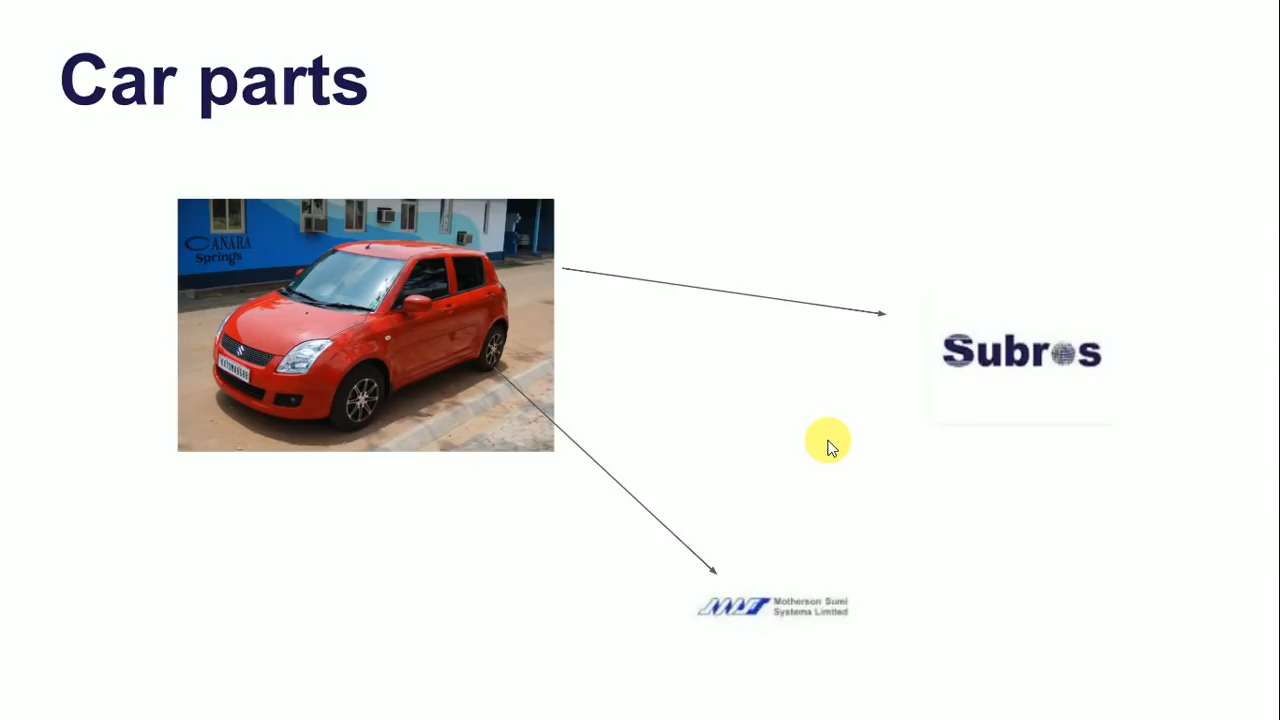 Car parts
CANARA
Springs
Subros
Motherson Sumi
Systems Limited